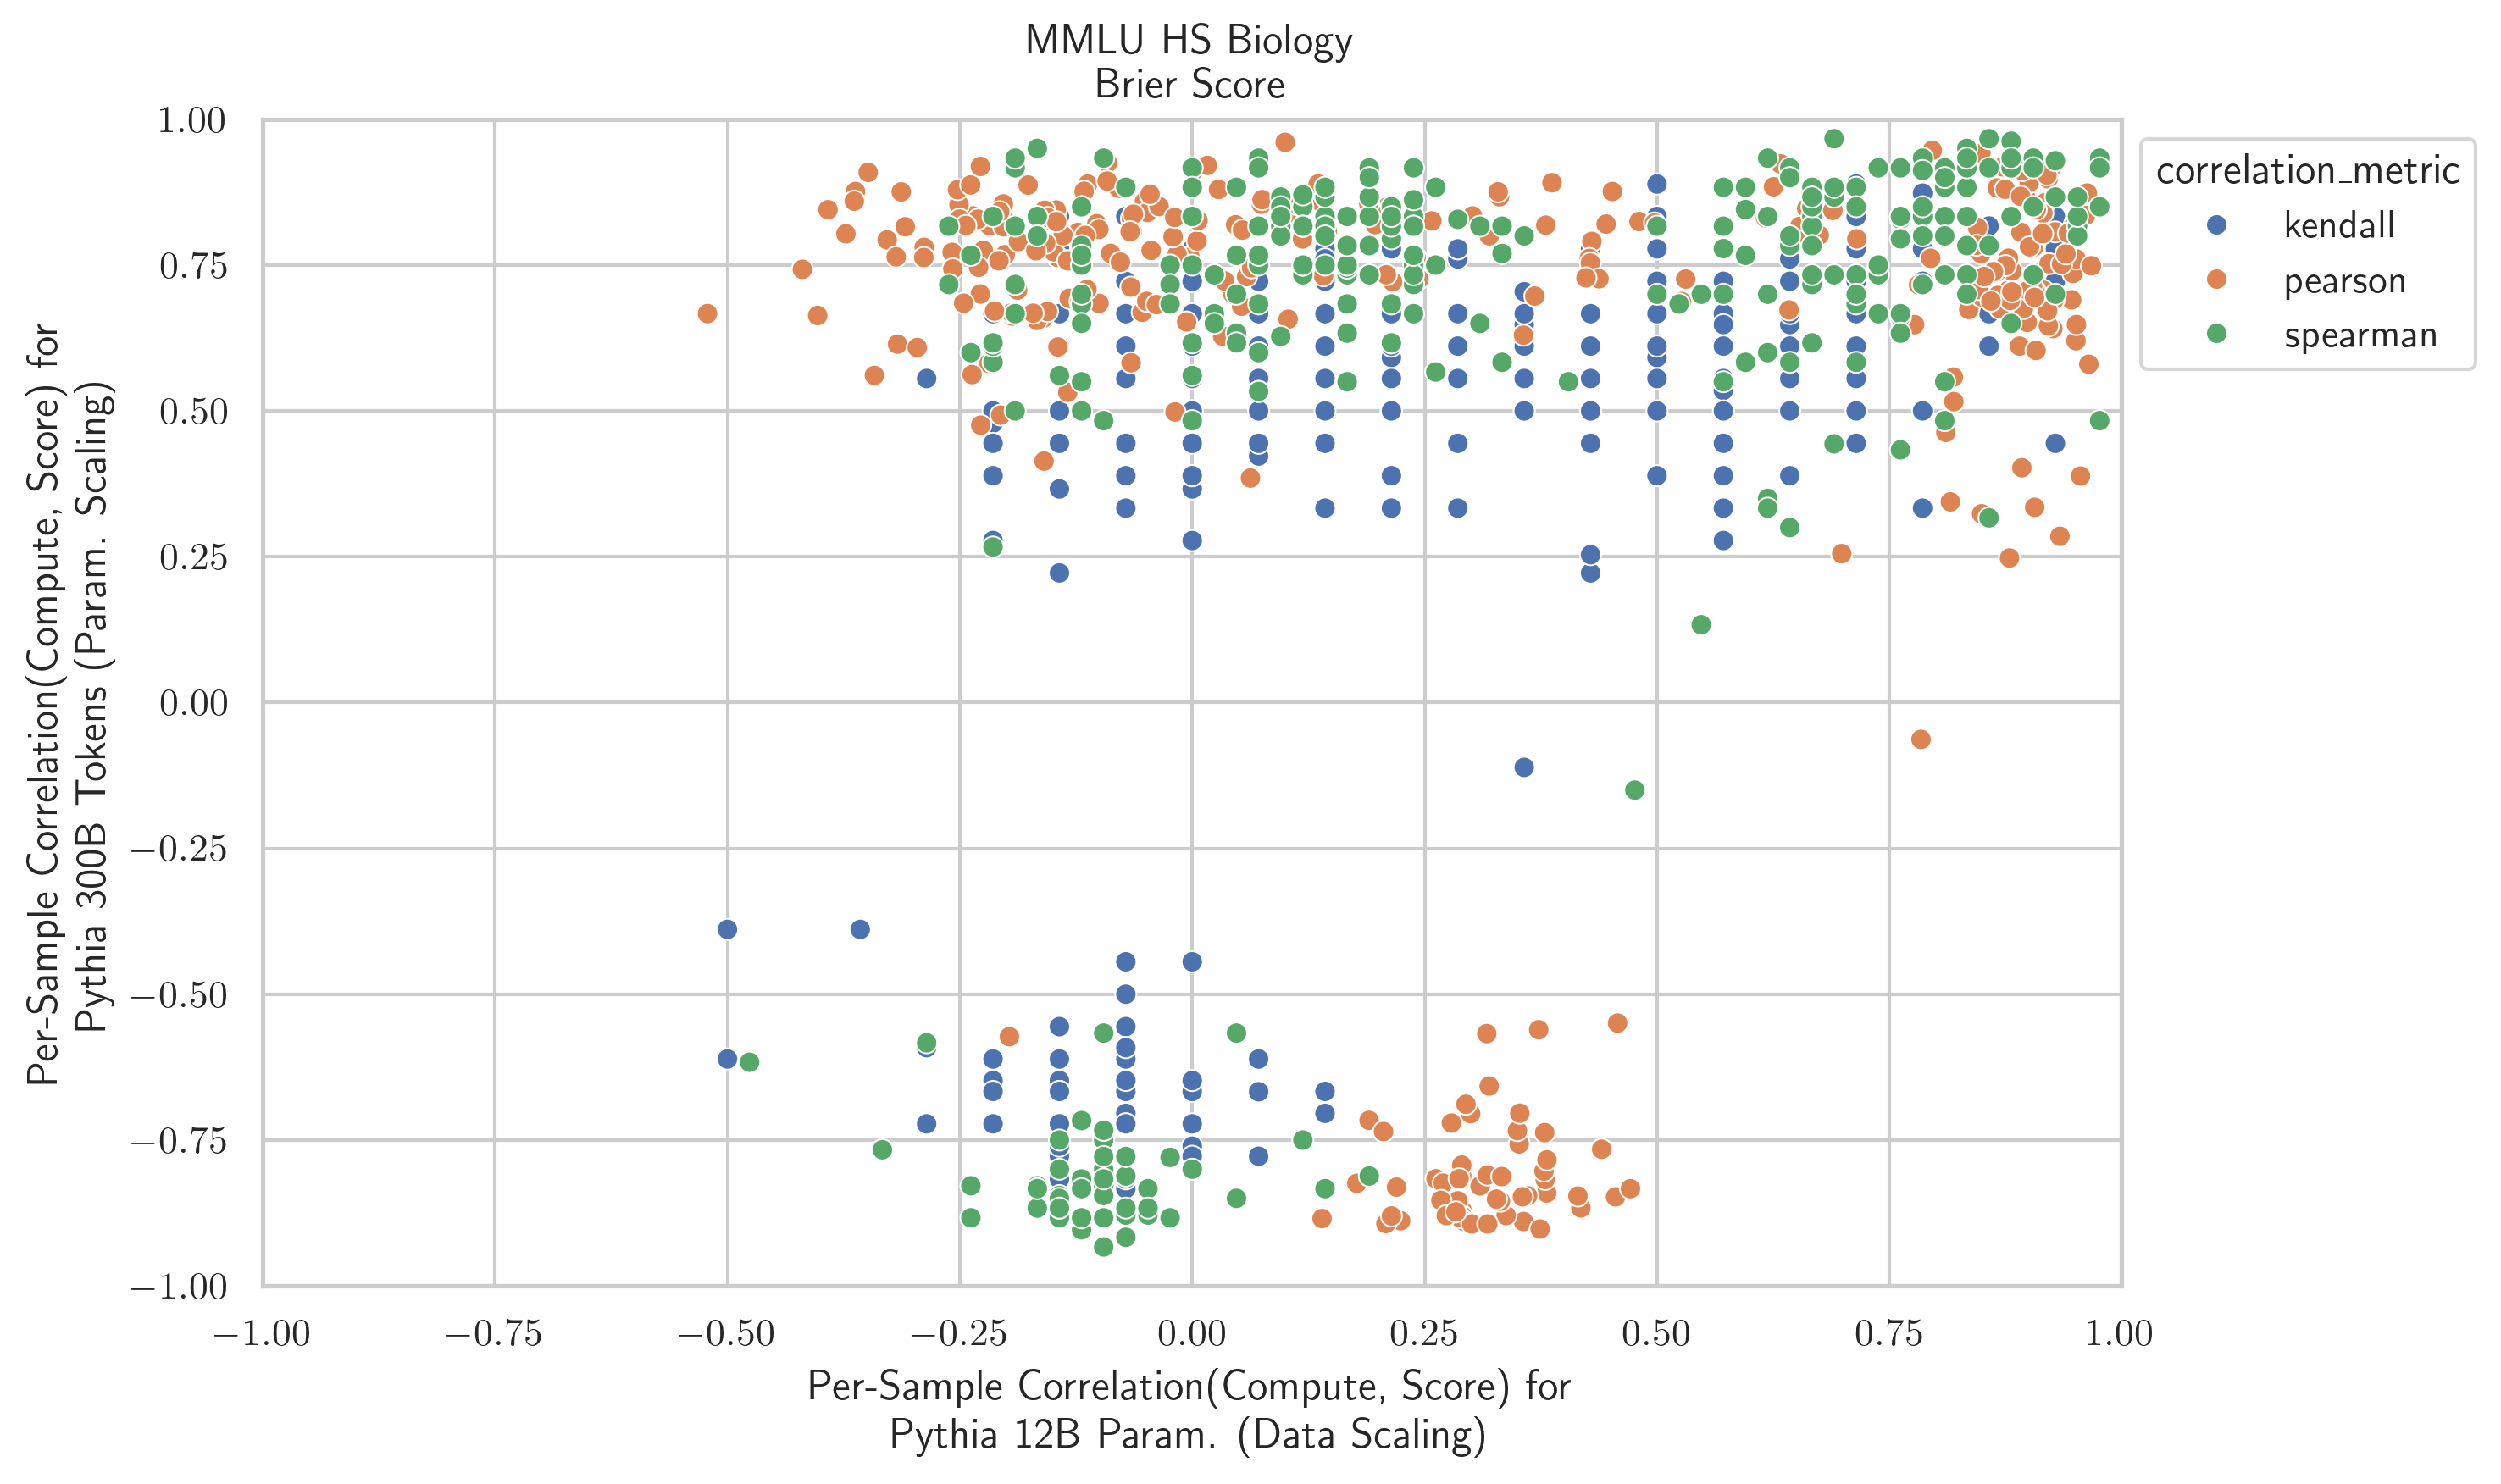 MMLU HS Biology
Brier Score
Per-Sample Correlation(Compute, Score) for
Pythia 300B Tokens (Param. Scaling)
1.00
0.75
0.50
0.25
0.00
−0.25
−0.50
−0.75
−1.00
−1.00 −0.75 −0.50 −0.25 0.00 0.25 0.50 0.75 1.00
Per-Sample Correlation(Compute, Score) for
Pythia 12B Param. (Data Scaling)
correlation_metric
kendall
pearson
spearman